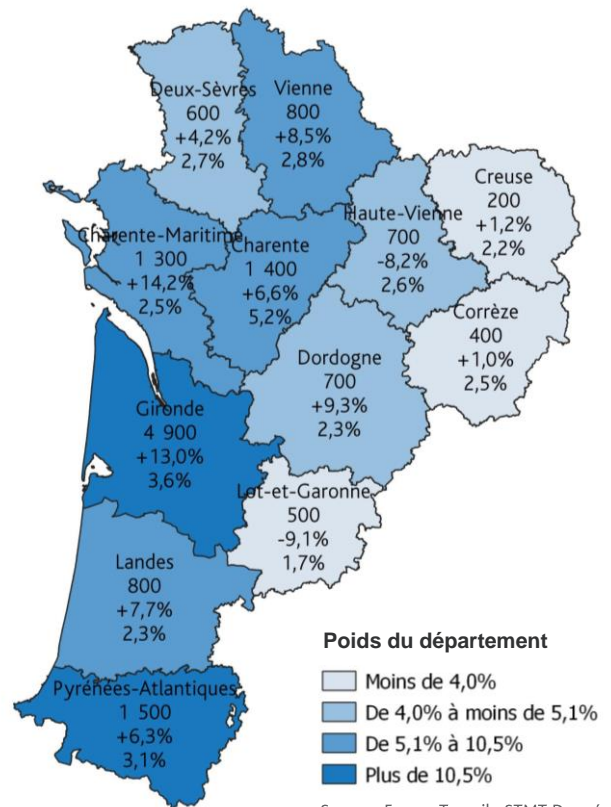 Deux-Sèvres
600
+4,2%
2,7%
Vienne
800
+8,5%
2,8%
Creuse
200
+1,2%
2,2%
Haute-Vienne
700
-8,2%
2,6%
Charente-Maritime
1 300
+14,2%
2,5%
Charente
1 400
+6,6%
5,2%
Corrèze
400
+1,0%
2,5%
Dordogne
700
+9,3%
2,3%
Gironde
4 900
+13,0%
3,6%
Lot-et-Garonne
500
-9,1%
1,7%
Landes
800
+7,7%
2,3%
Pyrénées-Atlantiques
1 500
+6,3%
3,1%
Poids du département
Moins de 4,0%
De 4,0% à moins de 5,1%
De 5,1% à 10,5%
Plus de 10,5%